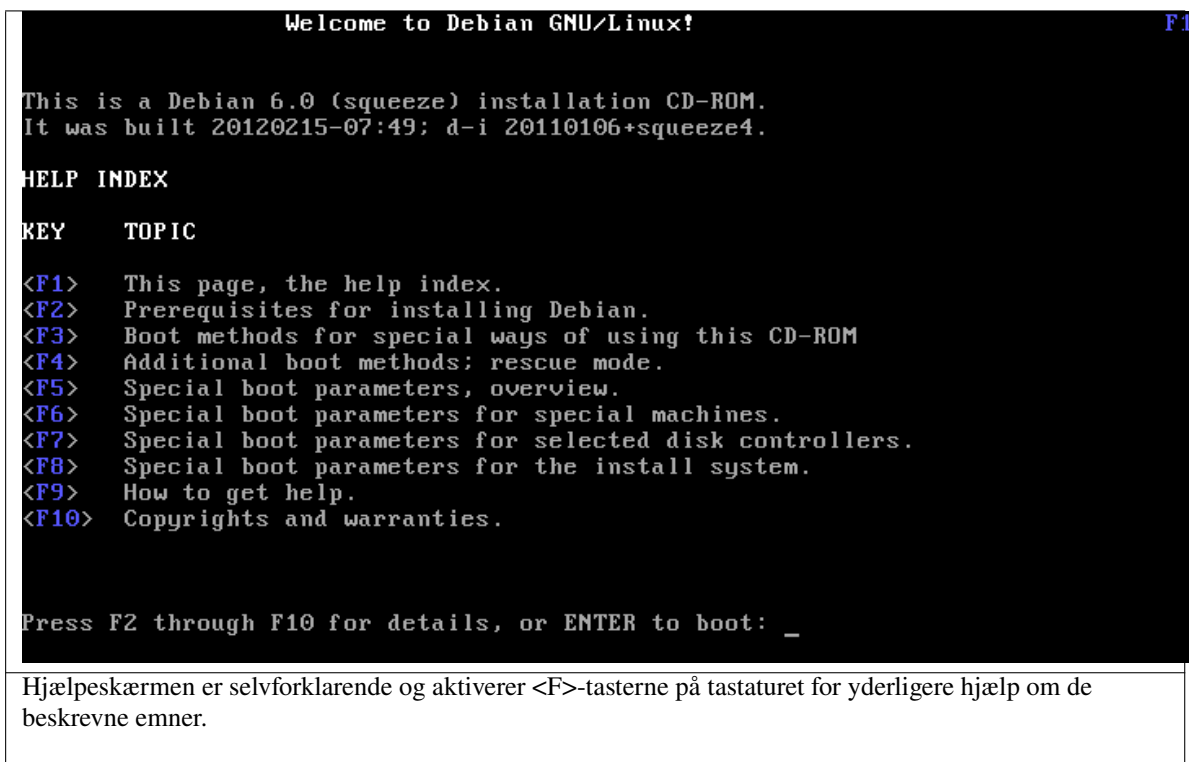 Welcome to Debian GNU/Linux! F1
This is a Debian 6.0 (squeeze) installation CD-ROM.
It was built 20120215-07:49; d-i 20110106+squeeze4.
HELP INDEX
KEY TOPIC
<F1> This page, the help index.
<F2> Prerequisites for installing Debian.
<F3> Boot methods for special ways of using this CD-ROM
<F4> Additional boot methods; rescue mode.
<F5> Special boot parameters, overview.
<F6> Special boot parameters for special machines.
<F7> Special boot parameters for selected disk controllers.
<F8> Special boot parameters for the install system.
<F9> How to get help.
<F10> Copyrights and warranties.
Press F2 through F10 for details, or ENTER to boot: _
Hjælpeskærmen er selvforklarende og aktiverer <F>-tasterne på tastaturet for yderligere hjælp om de
beskrevne emner.